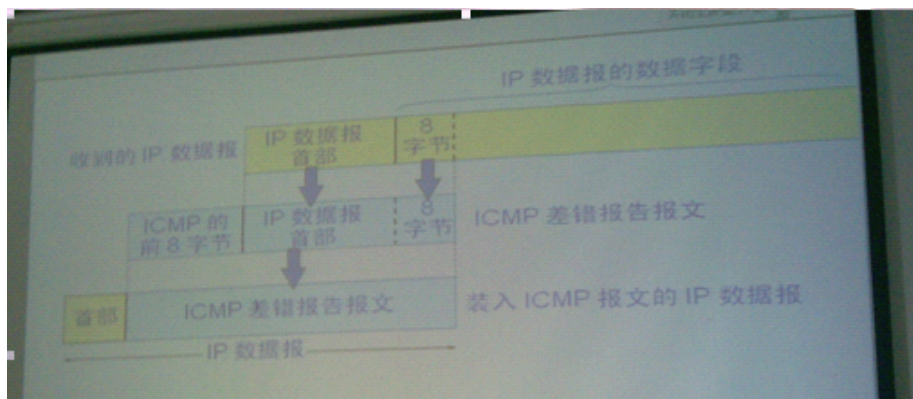 IP 数据报的数据字段
收到的 IP 数据报
IP 数据报
首部
8
字节
ICMP 的
前 8 字节
IP 数据报
首部
8
字节
ICMP 差错报告报文
首部
ICMP 差错报告报文
装入 ICMP 报文的 IP 数据报
IP 数据报